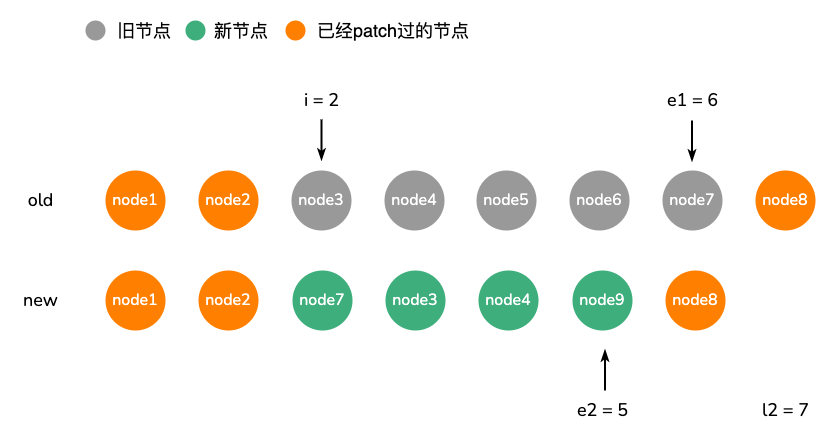 旧节点 新节点 已经patch过的节点
i = 2 e1 = 6
old node1 node2 node3 node4 node5 node6 node7 node8
new node1 node2 node7 node3 node4 node9 node8
e2 = 5 l2 = 7